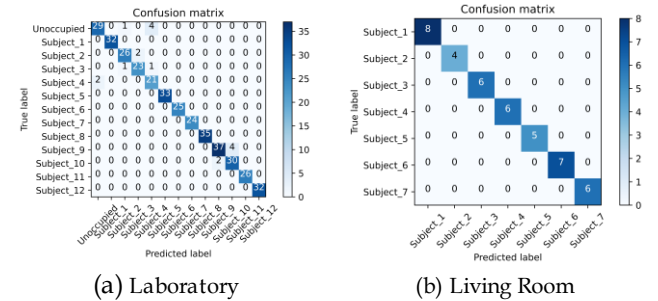 Confusion matrix
True label
Unoccupied 29 0 1 0 4 0 0 0 0 0 0 0 0
Subject_1 0 32 0 0 0 0 0 0 0 0 0 0 0
Subject_2 0 0 26 2 0 0 0 0 0 0 0 0 0
Subject_3 0 0 1 23 1 0 0 0 0 0 0 0 0
Subject_4 2 0 0 0 21 0 0 0 0 0 0 0 0
Subject_5 0 0 0 0 0 33 0 0 0 0 0 0 0
Subject_6 0 0 0 0 0 0 25 0 0 0 0 0 0
Subject_7 0 0 0 0 0 0 0 24 0 0 0 0 0
Subject_8 0 0 0 0 0 0 0 0 35 0 0 0 0
Subject_9 0 0 0 0 0 0 0 0 0 37 4 0 0
Subject_10 0 0 0 0 0 0 0 0 0 2 30 0 0
Subject_11 0 0 0 0 0 0 0 0 0 0 0 26 0
Subject_12 0 0 0 0 0 0 0 0 0 0 0 0 32
Unoccupied Subject_1 Subject_2 Subject_3 Subject_4 Subject_5 Subject_6 Subject_7 Subject_8 Subject_9 Subject_10 Subject_11 Subject_12
Predicted label
35
30
25
20
15
10
5
0
(a) Laboratory
Confusion matrix
True label
Subject_1 8 0 0 0 0 0 0
Subject_2 0 4 0 0 0 0 0
Subject_3 0 0 6 0 0 0 0
Subject_4 0 0 0 6 0 0 0
Subject_5 0 0 0 0 5 0 0
Subject_6 0 0 0 0 0 7 0
Subject_7 0 0 0 0 0 0 6
Subject_1 Subject_2 Subject_3 Subject_4 Subject_5 Subject_6 Subject_7
Predicted label
8
7
6
5
4
3
2
1
0
(b) Living Room